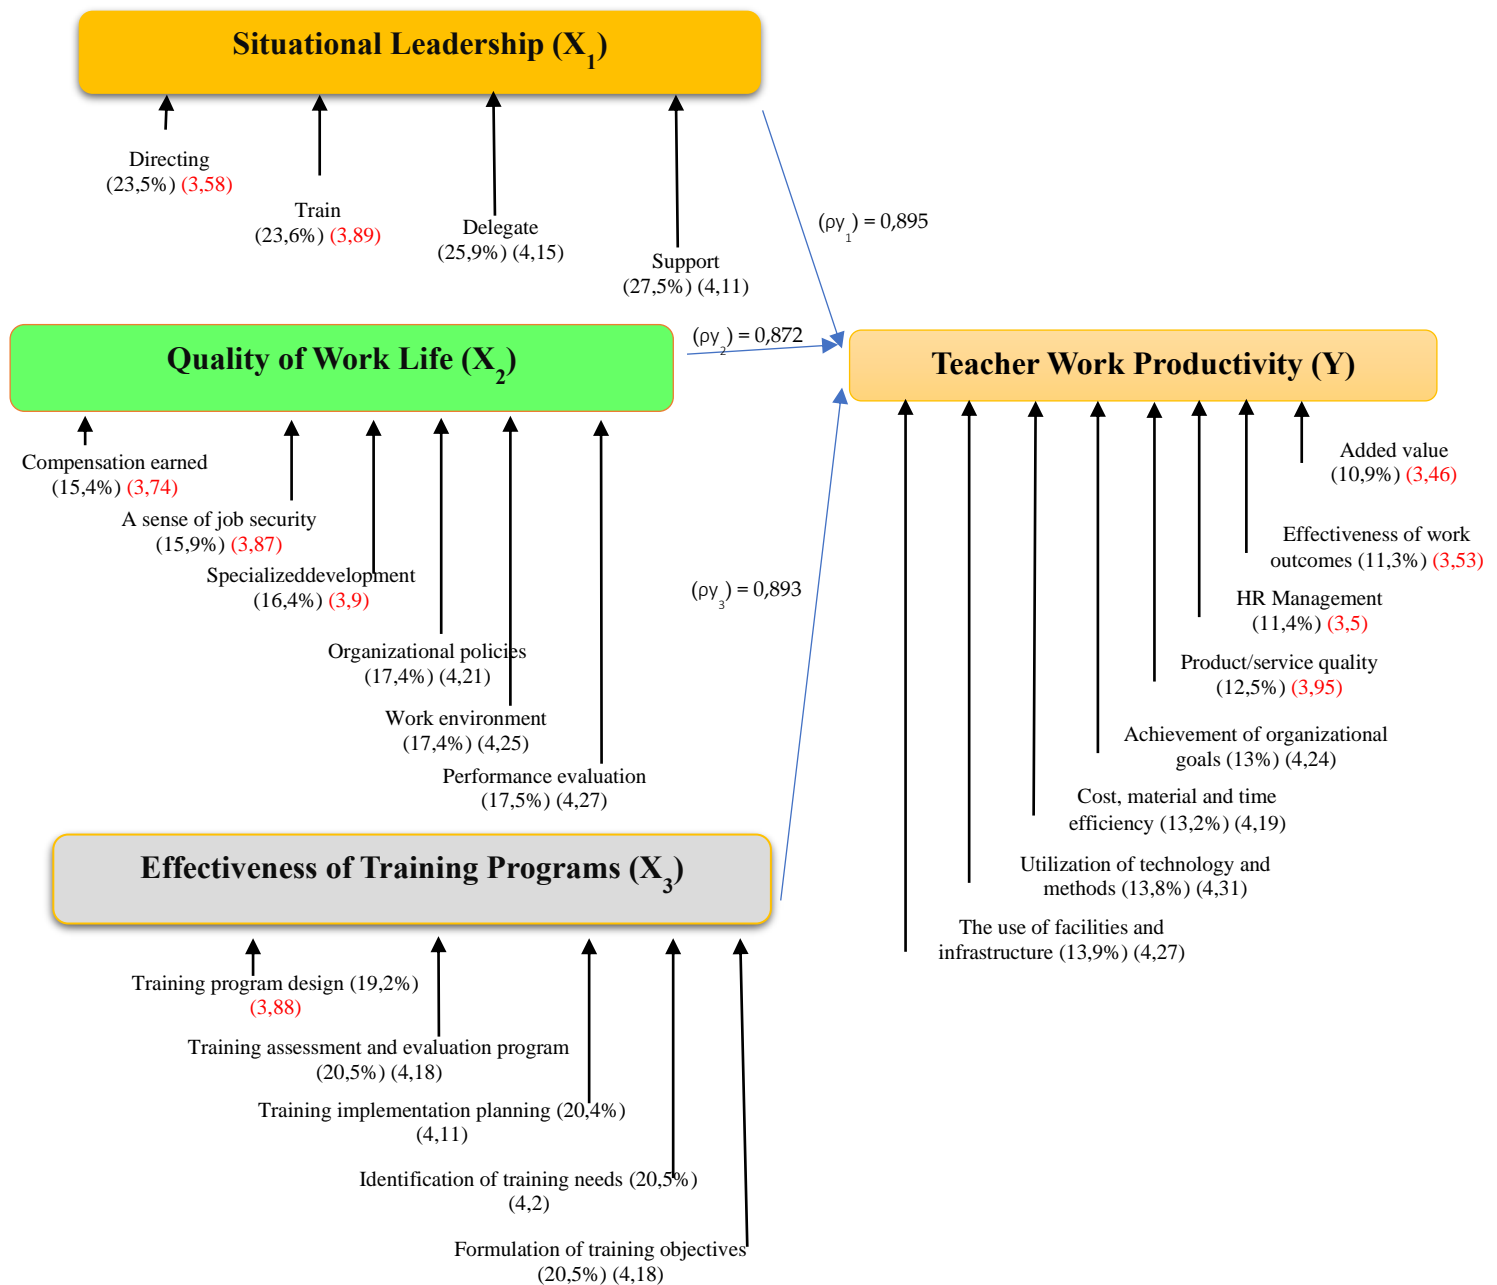 Situational Leadership (X1)
Directing
(23,5%) (3,58)
Train
(23,6%) (3,89)
Delegate
(25,9%) (4,15)
Support
(27,5%) (4,11)
(ρy1) = 0,895
Quality of Work Life (X2)
(ρy2) = 0,872
Compensation earned
(15,4%) (3,74)
A sense of job security
(15,9%) (3,87)
Specializeddevelopment
(16,4%) (3,9)
Organizational policies
(17,4%) (4,21)
Work environment
(17,4%) (4,25)
Performance evaluation
(17,5%) (4,27)
(ρy3) = 0,893
Effectiveness of Training Programs (X3)
Training program design (19,2%)
(3,88)
Training assessment and evaluation program
(20,5%) (4,18)
Training implementation planning (20,4%)
(4,11)
Identification of training needs (20,5%)
(4,2)
Formulation of training objectives
(20,5%) (4,18)
Teacher Work Productivity (Y)
Added value
(10,9%) (3,46)
Effectiveness of work
outcomes (11,3%) (3,53)
HR Management
(11,4%) (3,5)
Product/service quality
(12,5%) (3,95)
Achievement of organizational
goals (13%) (4,24)
Cost, material and time
efficiency (13,2%) (4,19)
Utilization of technology and
methods (13,8%) (4,31)
The use of facilities and
infrastructure (13,9%) (4,27)